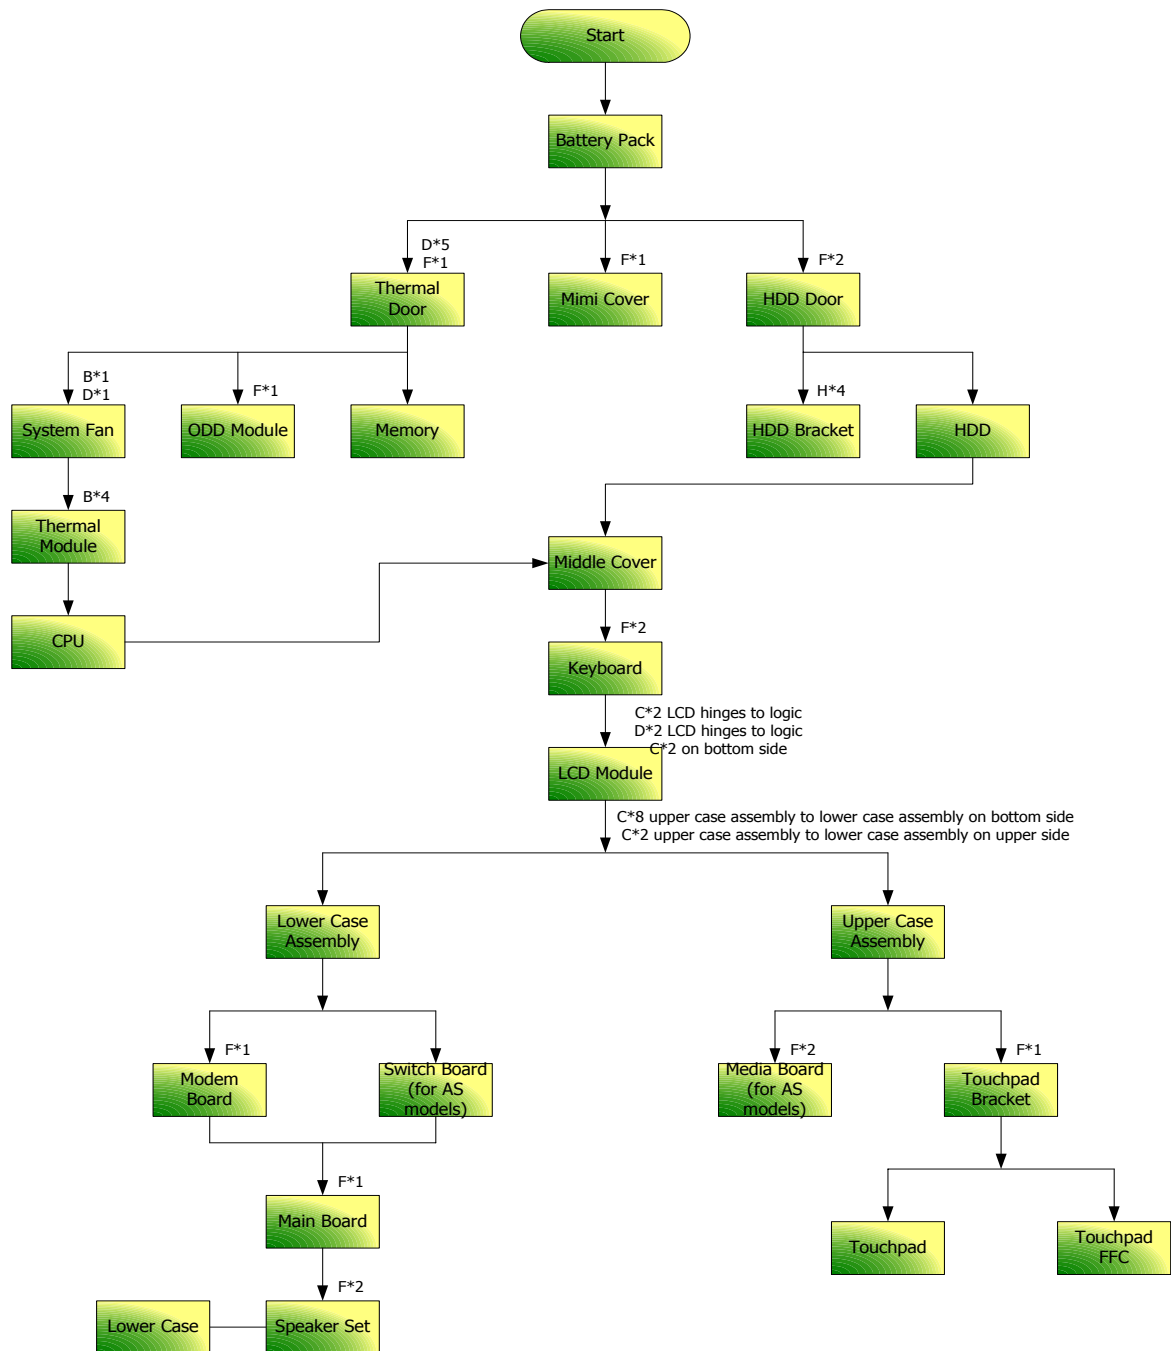 Start
Battery Pack
D*5
F*1
F*1
F*2
Thermal
Door
Mimi Cover
HDD Door
B*1
D*1
F*1
H*4
System Fan
ODD Module
Memory
HDD Bracket
HDD
B*4
Thermal
Module
Middle Cover
CPU
F*2
Keyboard
C*2 LCD hinges to logic
D*2 LCD hinges to logic
C*2 on bottom side
LCD Module
C*8 upper case assembly to lower case assembly on bottom side
C*2 upper case assembly to lower case assembly on upper side
Lower Case
Assembly
Upper Case
Assembly
F*1
F*2
F*1
Modem
Board
Switch Board
(for AS
models)
Media Board
(for AS
models)
Touchpad
Bracket
F*1
Main Board
Touchpad
Touchpad
FFC
F*2
Lower Case
Speaker Set